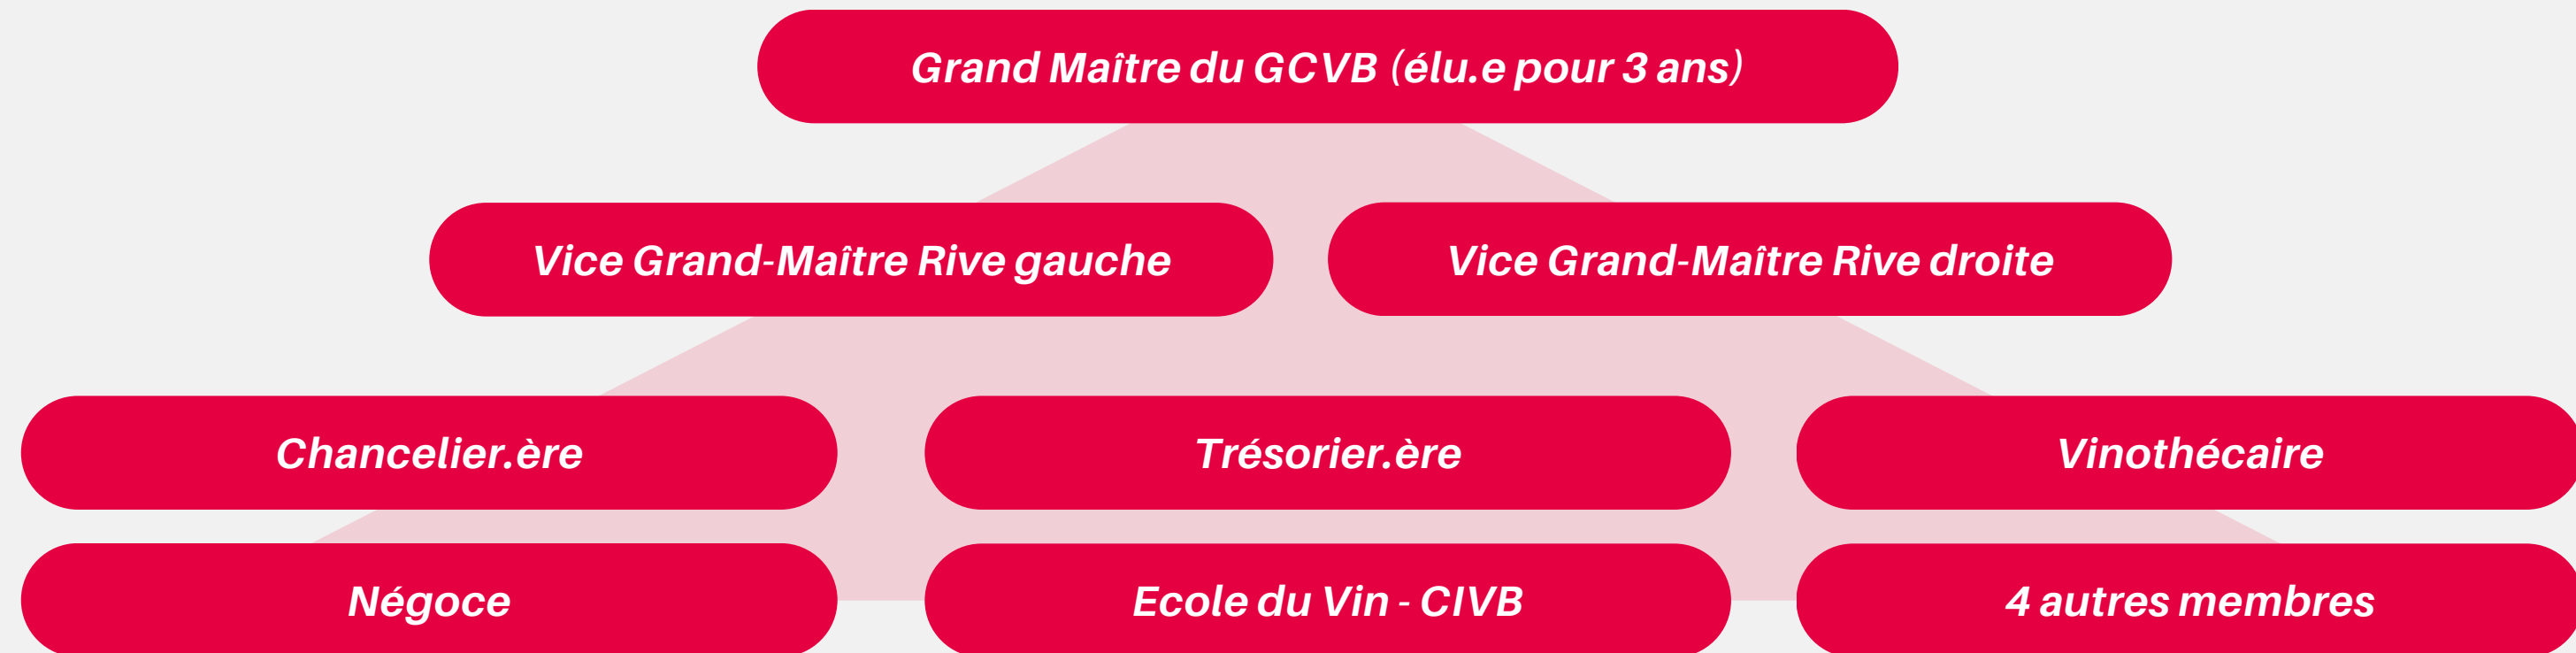 Grand Maître du GCVB (élu.e pour 3 ans)
Vice Grand-Maître Rive gauche
Vice Grand-Maître Rive droite
Chancelier.ère
Trésorier.ère
Vinothécaire
Négoce
Ecole du Vin - CIVB
4 autres membres